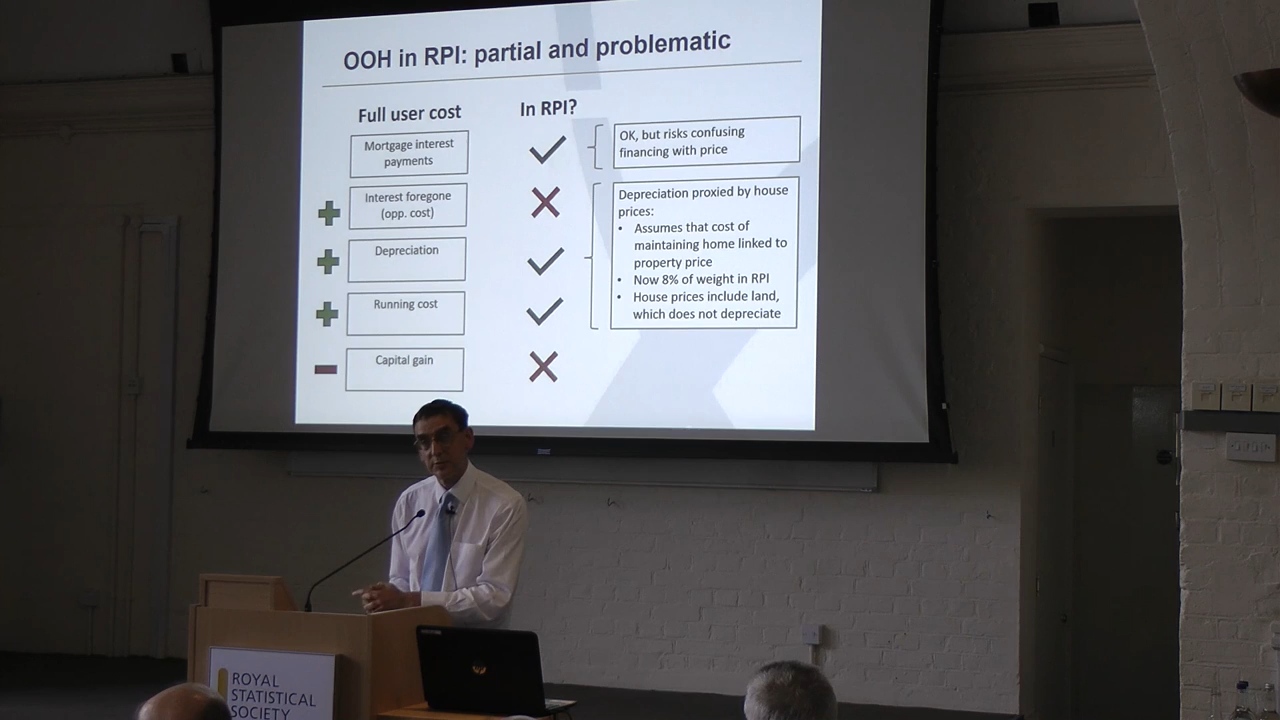 OOH in RPI: partial and problematic
Full user cost
In RPI?
Mortgage interest
payments
OK, but risks confusing
financing with price
Interest foregone
(opp. cost)
Depreciation
Running cost
Capital gain
Depreciation proxied by house
prices:
• Assumes that cost of
maintaining home linked to
property price
• Now 8% of weight in RPI
• House prices include land,
which does not depreciate
ROYAL
STATISTICAL
SOCIETY